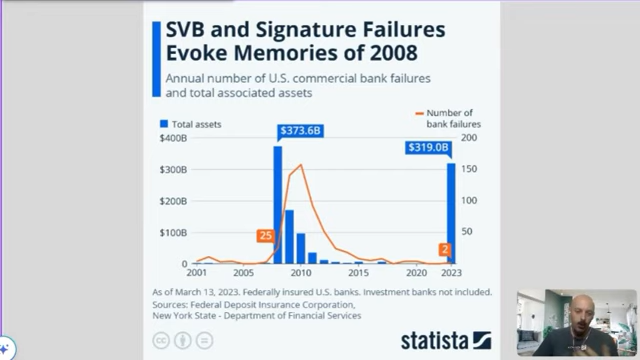 SVB and Signature Failures
Evoke Memories of 2008
Annual number of U.S. commercial bank failures
and total associated assets
Total assets
Number of
bank failures
$400B
$373.6B
$319.0B
200
$300B
150
$200B
100
$100B
25
2
50
0
2001
2005
2010
2015
2020
2023
As of March 13, 2023. Federally insured U.S. banks. Investment banks not included.
Sources: Federal Deposit Insurance Corporation,
New York State - Department of Financial Services
statista